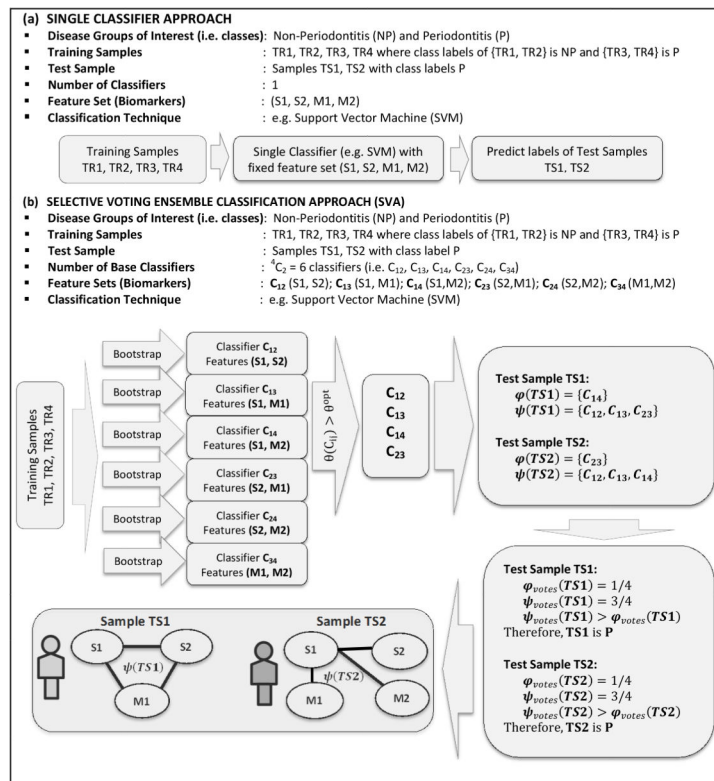 (a) SINGLE CLASSIFIER APPROACH
▪ Disease Groups of Interest (i.e. classes): Non-Periodontitis (NP) and Periodontitis (P)
▪ Training Samples : TR1, TR2, TR3, TR4 where class labels of {TR1, TR2} is NP and {TR3, TR4} is P
▪ Test Sample : Samples TS1, TS2 with class labels P
▪ Number of Classifiers : 1
▪ Feature Set (Biomarkers) : (S1, S2, M1, M2)
▪ Classification Technique : e.g. Support Vector Machine (SVM)
Training Samples
TR1, TR2, TR3, TR4
Single Classifier (e.g. SVM) with
fixed feature set (S1, S2, M1, M2)
Predict labels of Test Samples
TS1, TS2
(b) SELECTIVE VOTING ENSEMBLE CLASSIFICATION APPROACH (SVA)
▪ Disease Groups of Interest (i.e. classes): Non-Periodontitis (NP) and Periodontitis (P)
▪ Training Samples : TR1, TR2, TR3, TR4 where class labels of {TR1, TR2} is NP and {TR3, TR4} is P
▪ Test Sample : Samples TS1, TS2 with class label P
▪ Number of Base Classifiers : ⁴C₂ = 6 classifiers (i.e. C₁₂, C₁₃, C₁₄, C₂₃, C₂₄, C₃₄)
▪ Feature Sets (Biomarkers) : C₁₂ (S1, S2); C₁₃ (S1, M1); C₁₄ (S1,M2); C₂₃ (S2,M1); C₂₄ (S2,M2); C₃₄ (M1,M2)
▪ Classification Technique : e.g. Support Vector Machine (SVM)
Training Samples
TR1, TR2, TR3, TR4
Bootstrap
Classifier C₁₂
Features (S1, S2)
Bootstrap
Classifier C₁₃
Features (S1, M1)
Bootstrap
Classifier C₁₄
Features (S1, M2)
Bootstrap
Classifier C₂₃
Features (S2, M1)
Bootstrap
Classifier C₂₄
Features (S2, M2)
Bootstrap
Classifier C₃₄
Features (M1, M2)
θ(Cᵢⱼ) > θᵒᵖᵗ
C₁₂
C₁₃
C₁₄
C₂₃
Test Sample TS1:
φ(TS1) = {C₁₄}
ψ(TS1) = {C₁₂, C₁₃, C₂₃}
Test Sample TS2:
φ(TS2) = {C₂₃}
ψ(TS2) = {C₁₂, C₁₃, C₁₄}
Test Sample TS1:
φvotes(TS1) = 1/4
ψvotes(TS1) = 3/4
ψvotes(TS1) > φvotes(TS1)
Therefore, TS1 is P
Test Sample TS2:
φvotes(TS2) = 1/4
ψvotes(TS2) = 3/4
ψvotes(TS2) > φvotes(TS2)
Therefore, TS2 is P
Sample TS1
S1
S2
ψ(TS1)
M1
Sample TS2
S1
S2
ψ(TS2)
M1
M2